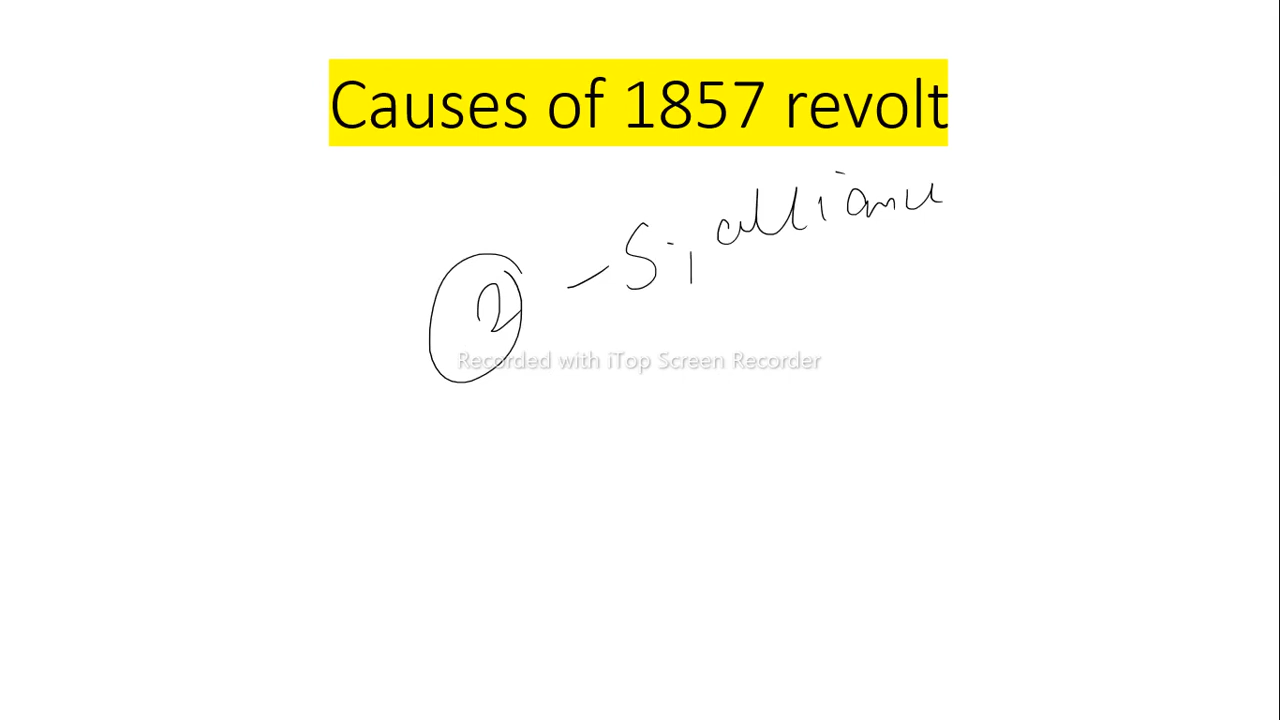 Causes of 1857 revolt
2 - S. alliance
Recorded with iTop Screen Recorder